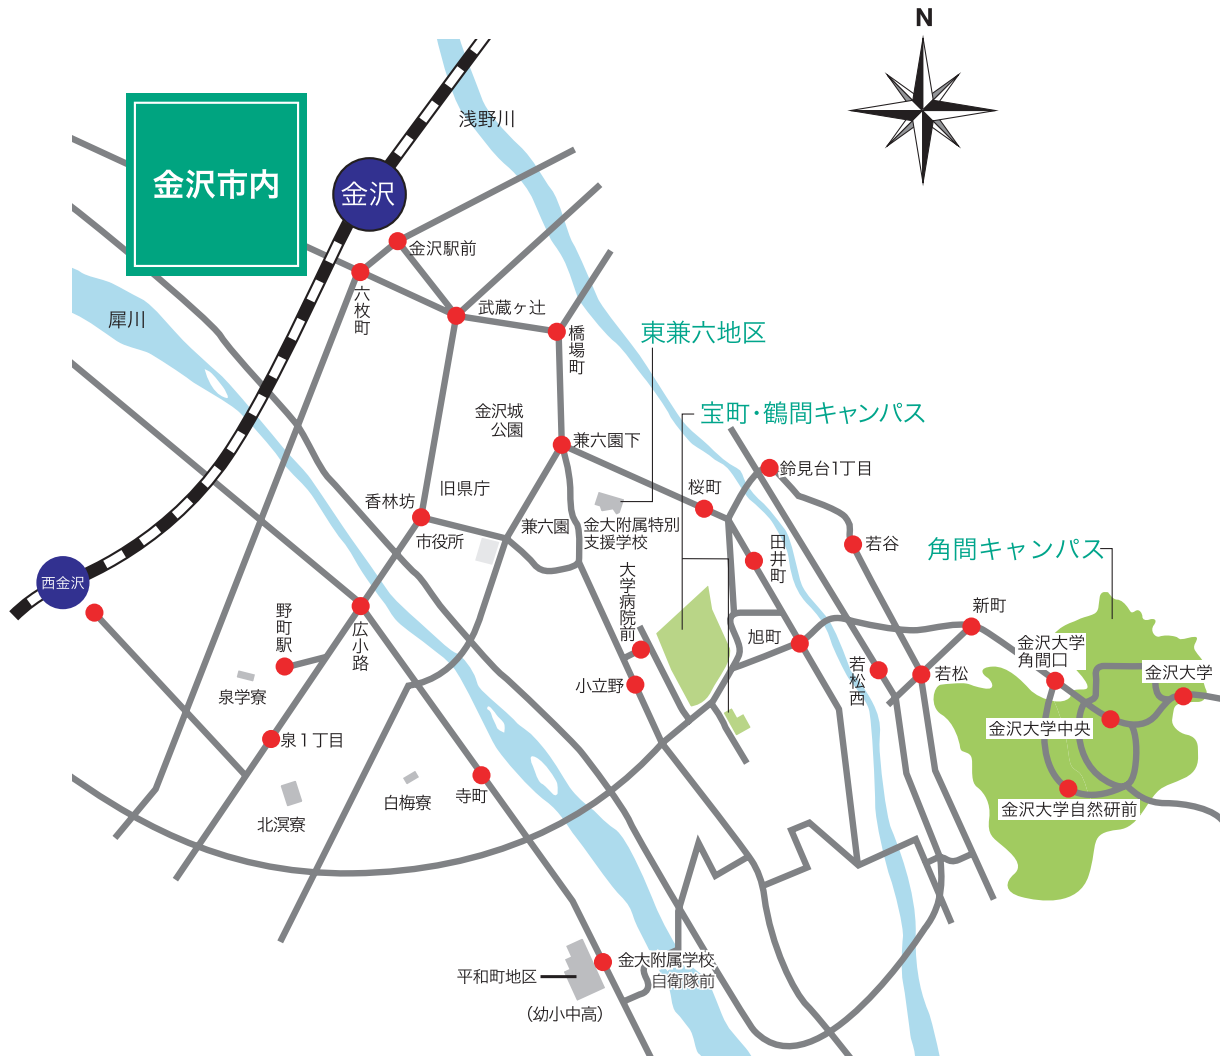 N
浅野川
金沢市内
金沢
金沢駅前
六枚町
武蔵ヶ辻
犀川
橋場町
東兼六地区
金沢城
公園
宝町・鶴間キャンパス
兼六園下
鈴見台1丁目
旧県庁
桜町
香林坊
兼六園
金大附属特別
支援学校
市役所
田井町
若谷
角間キャンパス
西金沢
大学病院前
野町駅
広小路
新町
旭町
金沢大学
角間口
若松西
若松
金沢大学
小立野
泉学寮
金沢大学中央
泉1丁目
白梅寮
寺町
金沢大学自然研前
北溟寮
金大附属学校
自衛隊前
平和町地区
（幼小中高）